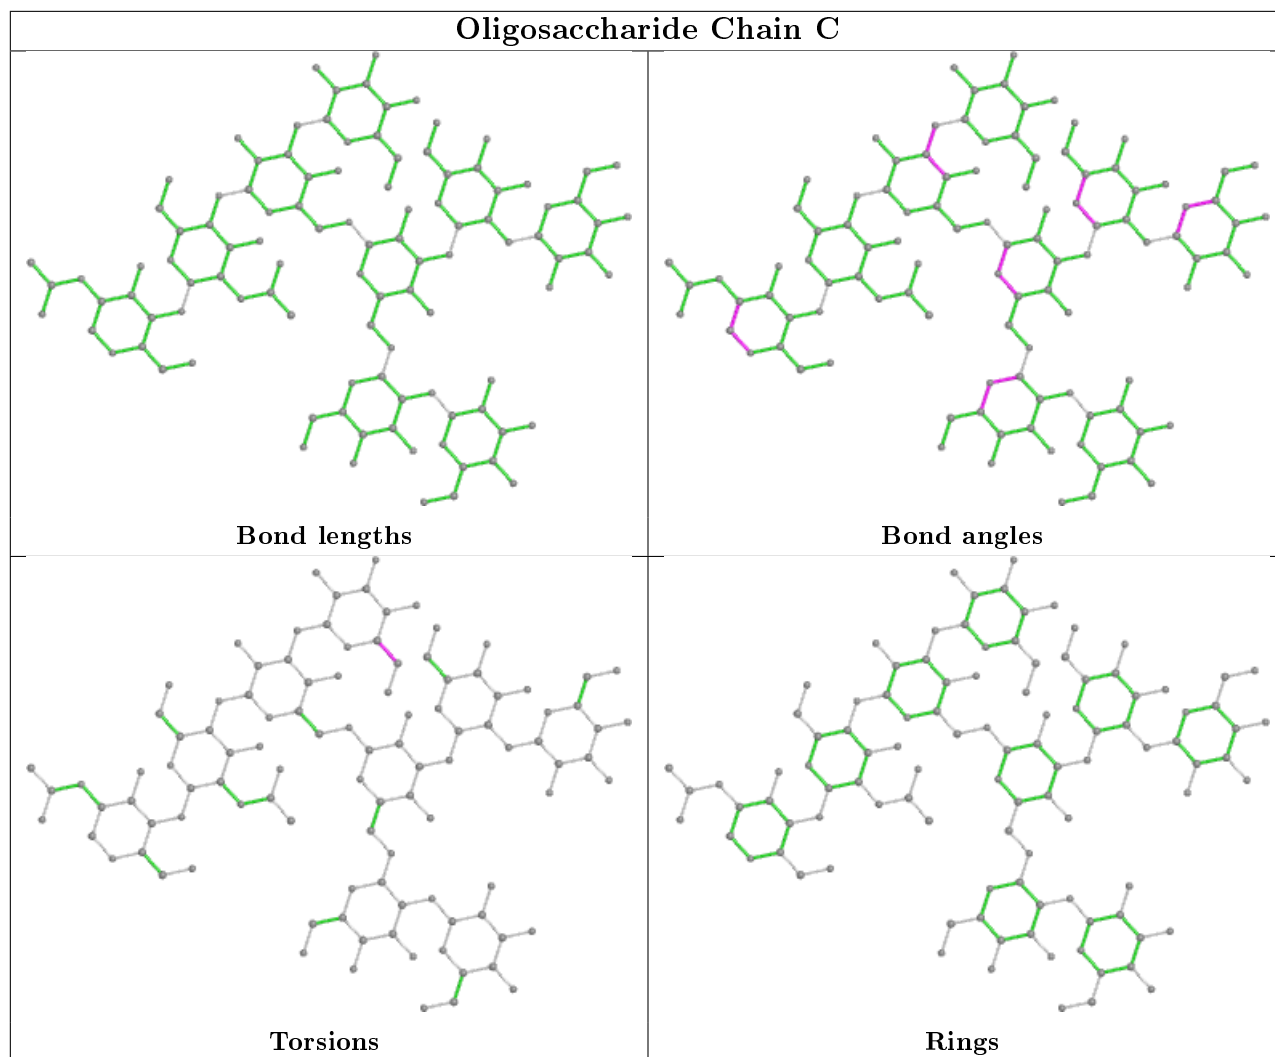 Oligosaccharide Chain C
Bond lengths
Bond angles
Torsions
Rings